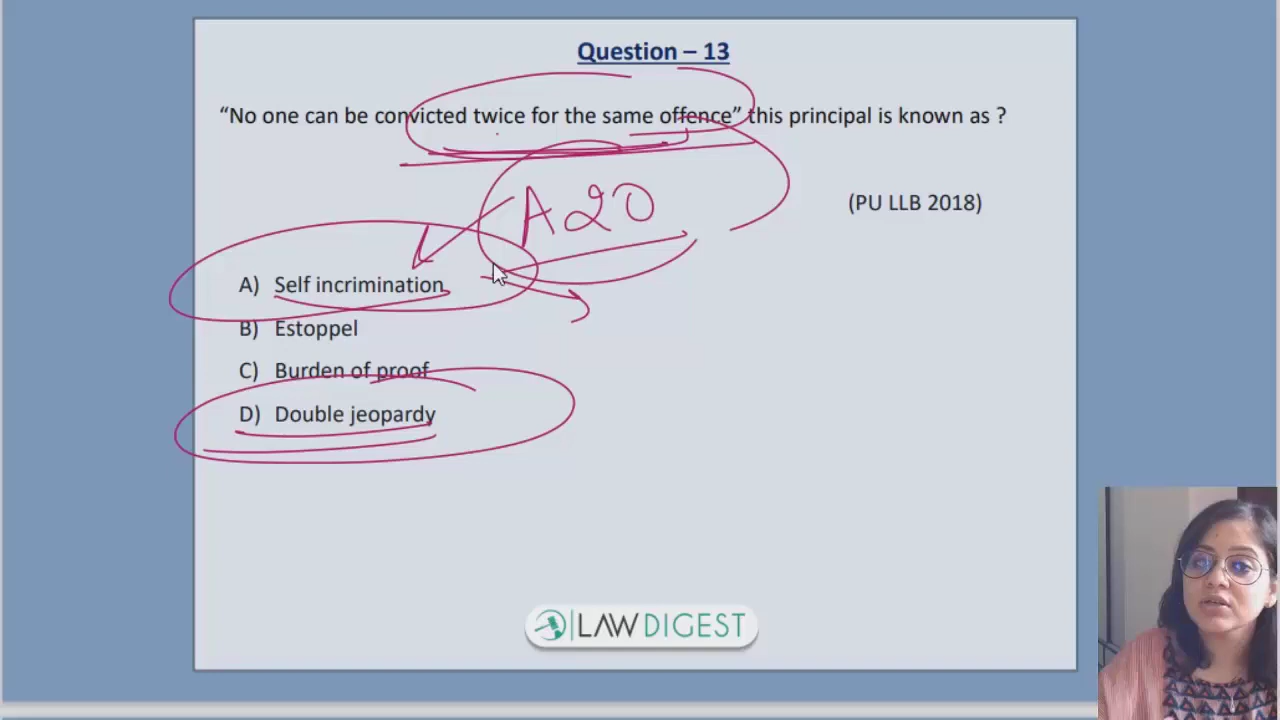 Question – 13
“No one can be convicted twice for the same offence” this principal is known as ?
A20
(PU LLB 2018)
A) Self incrimination
B) Estoppel
C) Burden of proof
D) Double jeopardy
LAW DIGEST